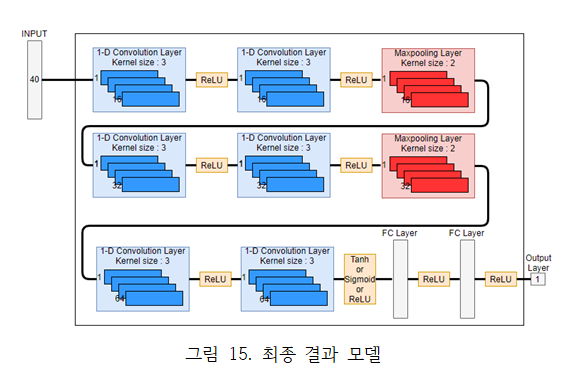 INPUT
40
1-D Convolution Layer
Kernel size : 3
1
16
ReLU
1-D Convolution Layer
Kernel size : 3
1
16
ReLU
Maxpooling Layer
Kernel size : 2
1
16
1-D Convolution Layer
Kernel size : 3
1
32
ReLU
1-D Convolution Layer
Kernel size : 3
1
32
ReLU
Maxpooling Layer
Kernel size : 2
1
32
1-D Convolution Layer
Kernel size : 3
1
64
ReLU
1-D Convolution Layer
Kernel size : 3
1
64
Tanh
or
Sigmoid
or
ReLU
FC Layer
ReLU
FC Layer
ReLU
Output
Layer
1
그림 15. 최종 결과 모델